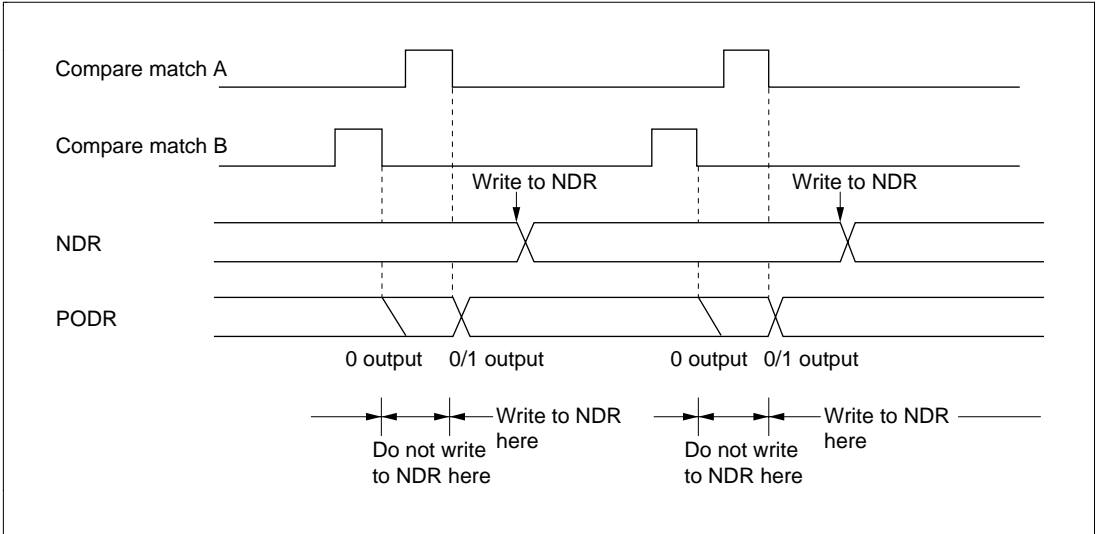 Compare match A
Compare match B
Write to NDR
Write to NDR
NDR
PODR
0 output
0/1 output
0 output
0/1 output
Write to NDR
here
Do not write
to NDR here
Write to NDR
here
Do not write
to NDR here